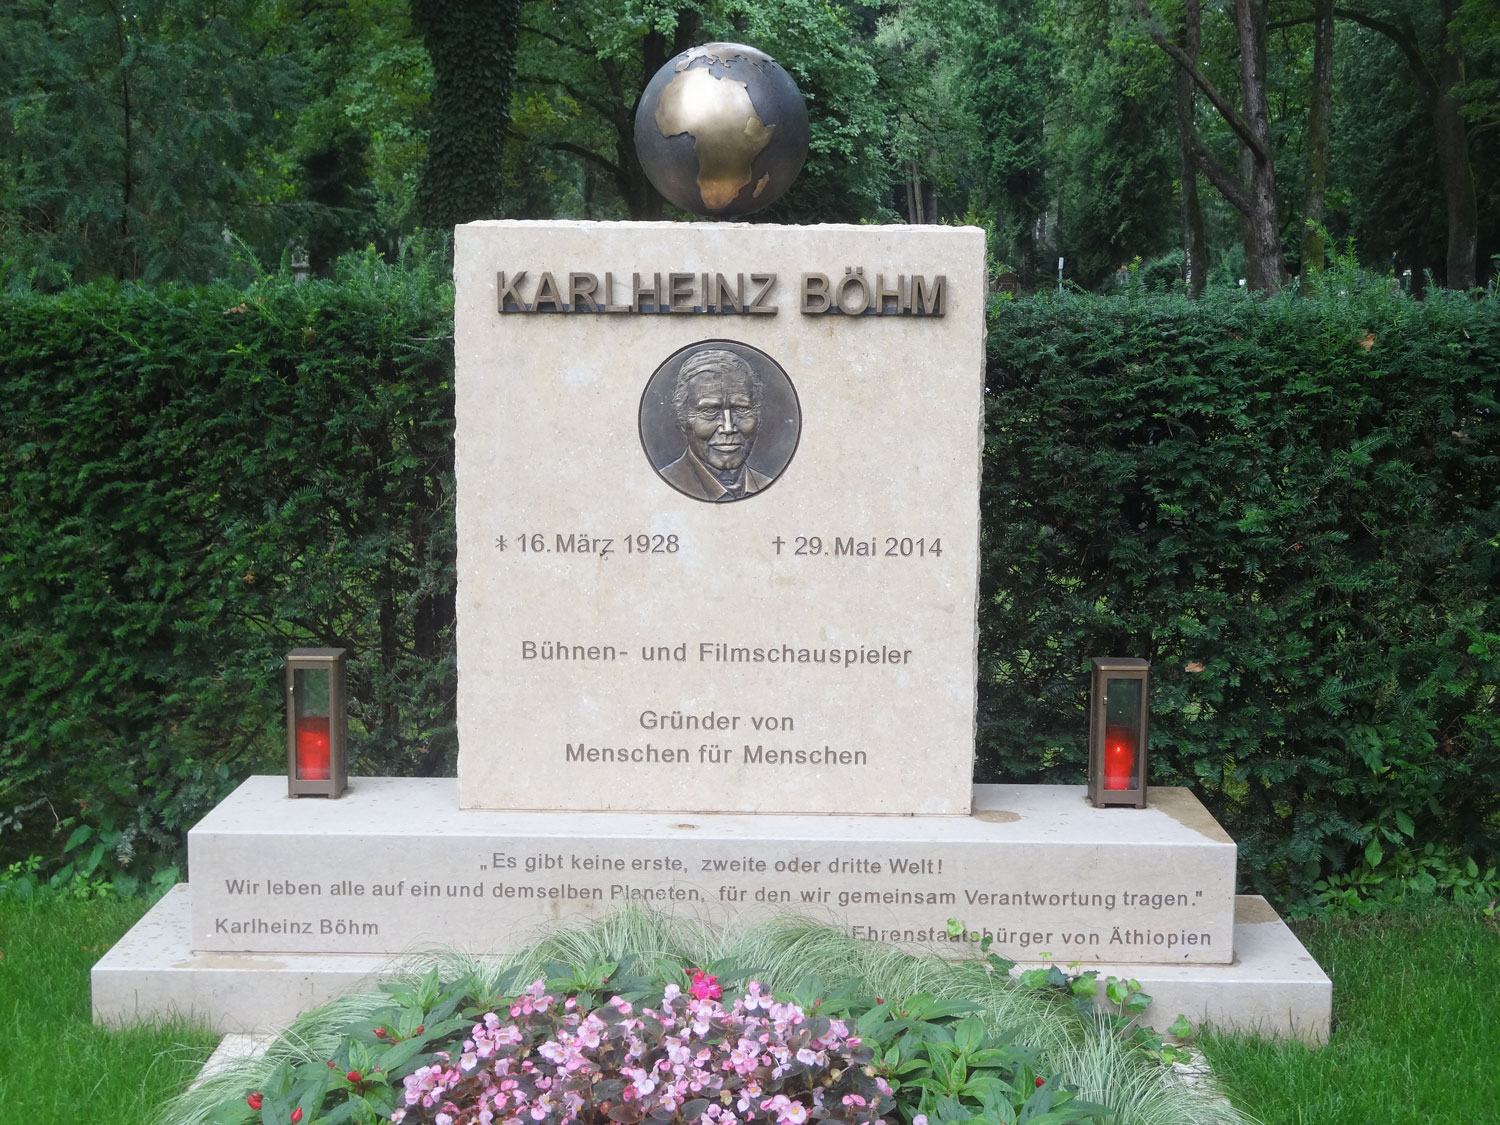 KARLHEINZ BÖHM
* 16. März 1928 † 29. Mai 2014
Bühnen- und Filmschauspieler
Gründer von
Menschen für Menschen
„Es gibt keine erste, zweite oder dritte Welt!
Wir leben alle auf ein und demselben Planeten, für den wir gemeinsam Verantwortung tragen."
Karlheinz Böhm Ehrenstaatsbürger von Äthiopien